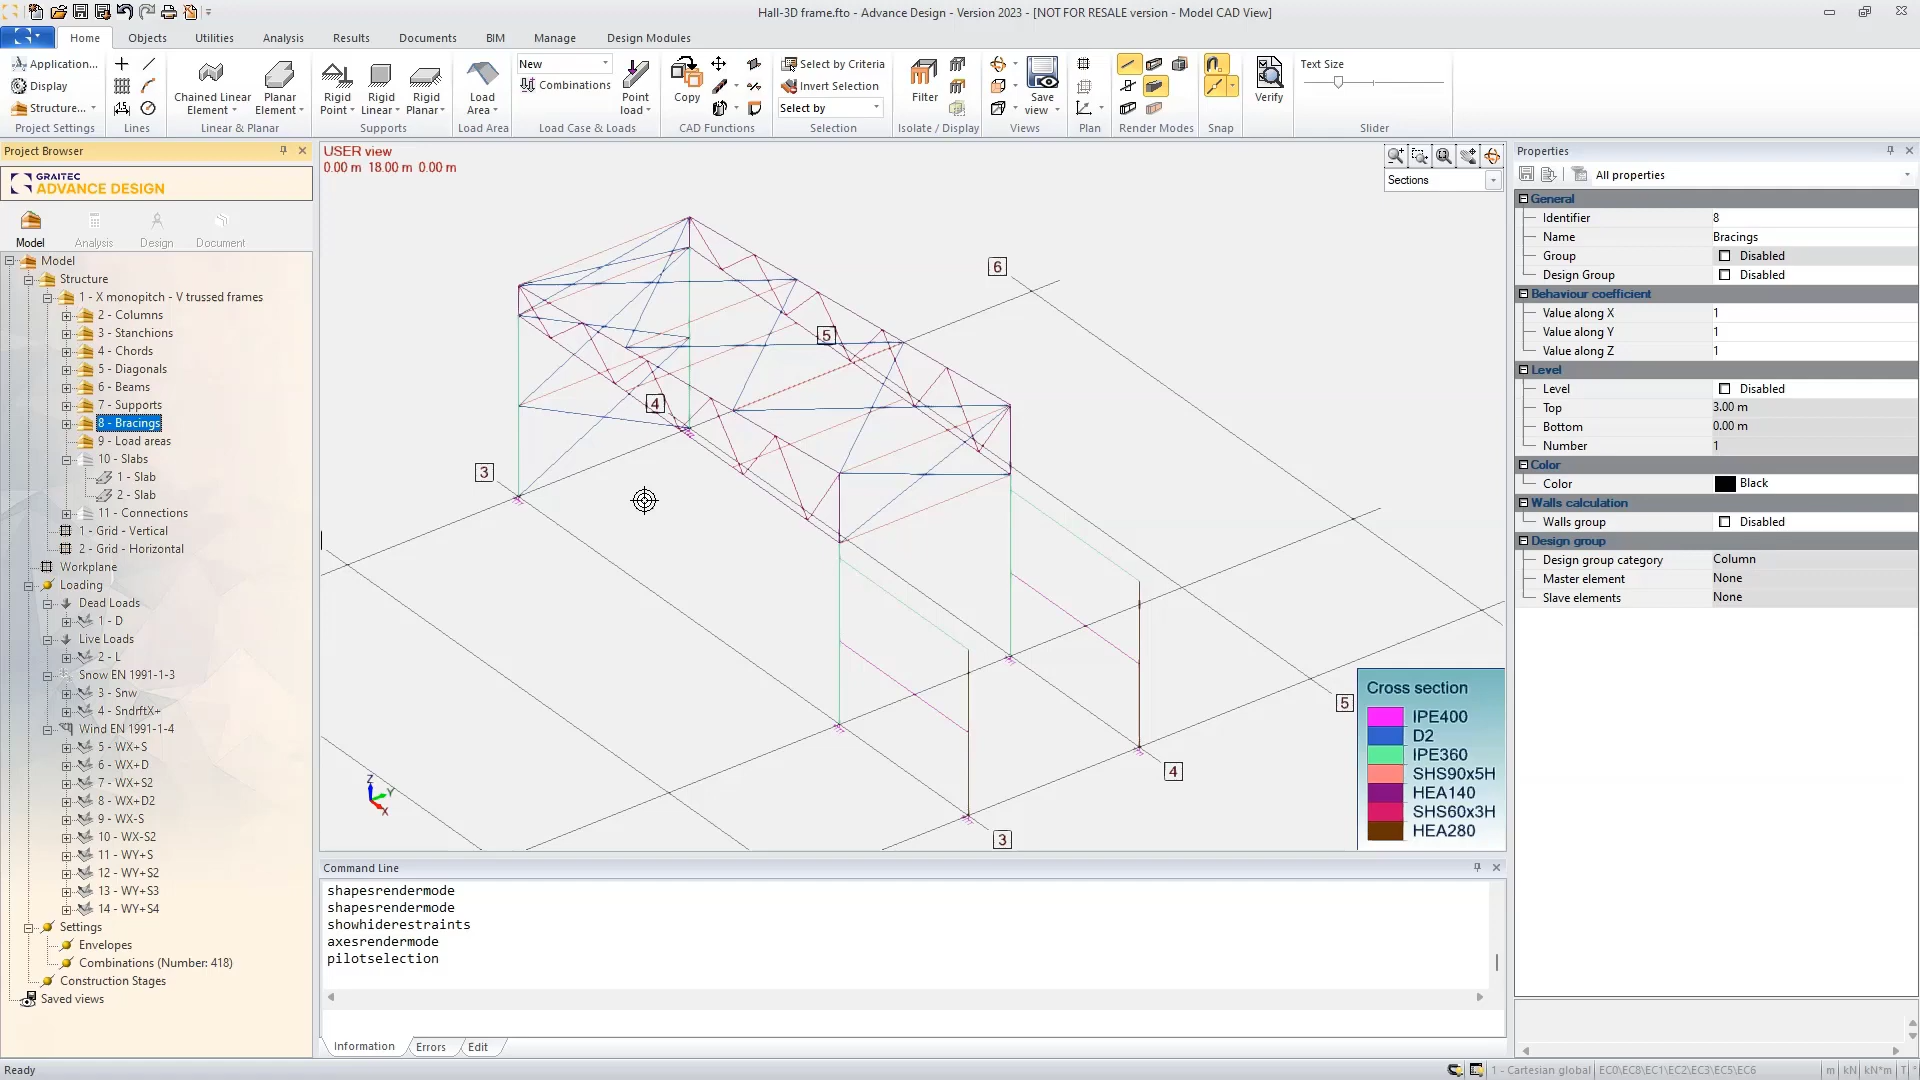 Hall-3D frame.fto - Advance Design - Version 2023 - [NOT FOR RESALE version - Model CAD View]
Home Objects Utilities Analysis Results Documents BIM Manage Design Modules
Application...
Display
Structure...
Project Settings
Lines
Chained Linear Element
Planar Element
Linear & Planar
Rigid Point
Rigid Linear
Rigid Planar
Supports
Load Area
Load Area
New
Combinations
Point load
Load Case & Loads
Copy
CAD Functions
Select by Criteria
Invert Selection
Select by
Selection
Filter
Isolate / Display
Save view
Views
Plan
Render Modes
Snap
Verify
Text Size
Slider
Project Browser
GRAITEC
ADVANCE DESIGN
Model Analysis Design Document
Model
Structure
1 - X monopitch - V trussed frames
2 - Columns
3 - Stanchions
4 - Chords
5 - Diagonals
6 - Beams
7 - Supports
8 - Bracings
9 - Load areas
10 - Slabs
1 - Slab
2 - Slab
11 - Connections
1 - Grid - Vertical
2 - Grid - Horizontal
Workplane
Loading
Dead Loads
1 - D
Live Loads
2 - L
Snow EN 1991-1-3
3 - Snw
4 - SndrftX+
Wind EN 1991-1-4
5 - WX+S
6 - WX+D
7 - WX+S2
8 - WX+D2
9 - WX-S
10 - WX-S2
11 - WY+S
12 - WY+S2
13 - WY+S3
14 - WY+S4
Settings
Envelopes
Combinations (Number: 418)
Construction Stages
Saved views
USER view
0.00 m 18.00 m 0.00 m
Sections
6
5
4
3
5
4
3
Z
Y
X
Cross section
IPE400
D2
IPE360
SHS90x5H
HEA140
SHS60x3H
HEA280
Command Line
shapesrendermode
shapesrendermode
showhiderestraints
axesrendermode
pilotselection
Information Errors Edit
Properties
All properties
General
Identifier 8
Name Bracings
Group Disabled
Design Group Disabled
Behaviour coefficient
Value along X 1
Value along Y 1
Value along Z 1
Level
Level Disabled
Top 3.00 m
Bottom 0.00 m
Number 1
Color
Color Black
Walls calculation
Walls group Disabled
Design group
Design group category Column
Master element None
Slave elements None
Ready
1 - Cartesian global EC0\EC8\EC1\EC2\EC3\EC5\EC6 m kN kN*m T °